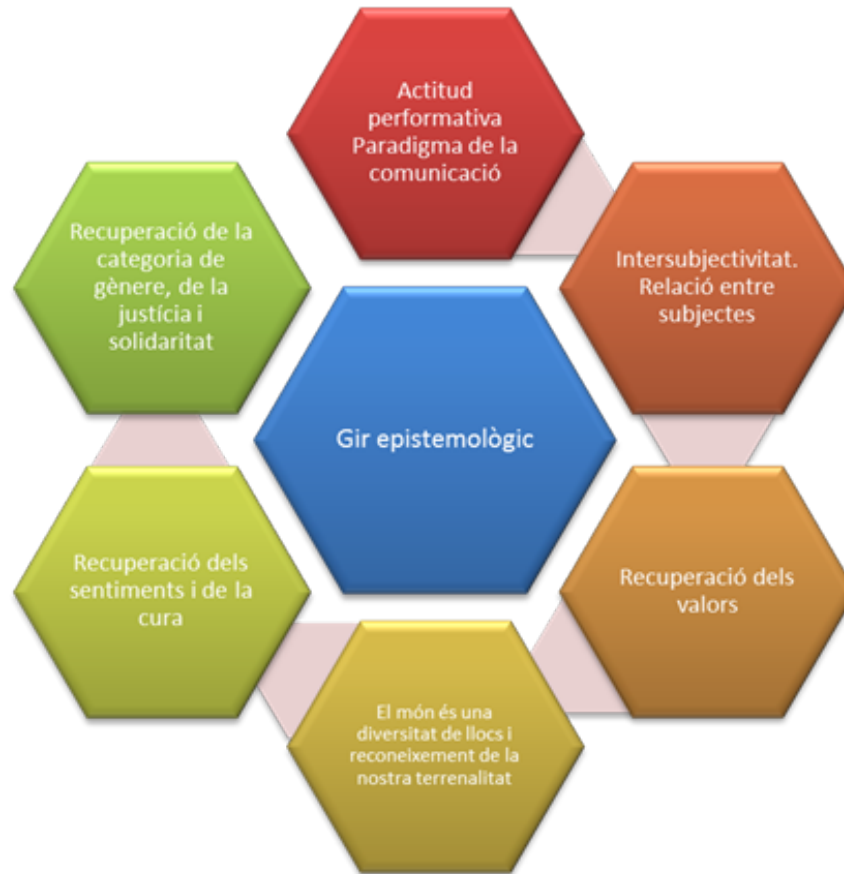 Actitud
performativa
Paradigma de la
comunicació
Intersubjectivitat.
Relació entre
subjectes
Recuperació dels
valors
El món és una
diversitat de llocs i
reconeixement de la
nostra terrenalitat
Recuperació dels
sentiments i de la
cura
Recuperació de la
categoria de
gènere, de la
justícia i
solidaritat
Gir epistemològic